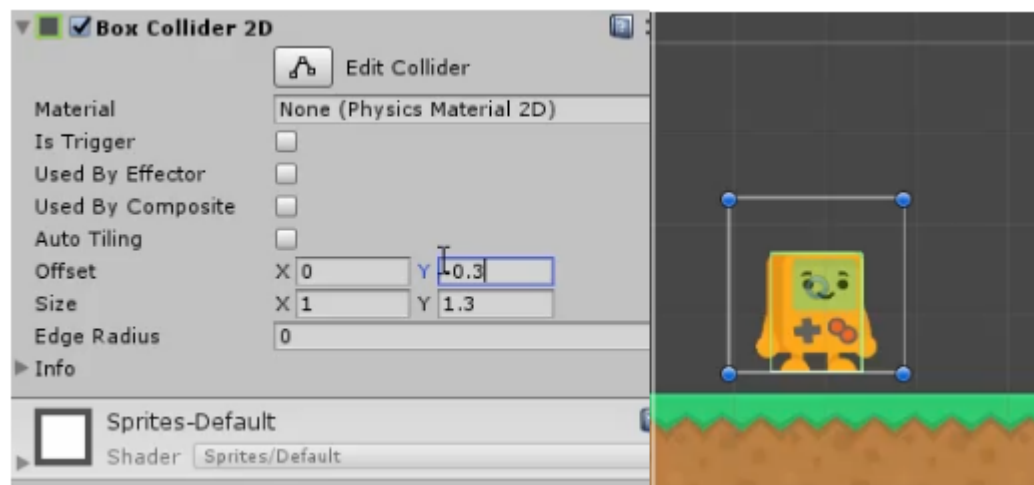 Box Collider 2D
Edit Collider
Material None (Physics Material 2D)
Is Trigger
Used By Effector
Used By Composite
Auto Tiling
Offset X 0 Y -0.3
Size X 1 Y 1.3
Edge Radius 0
Info
Sprites-Default
Shader Sprites/Default